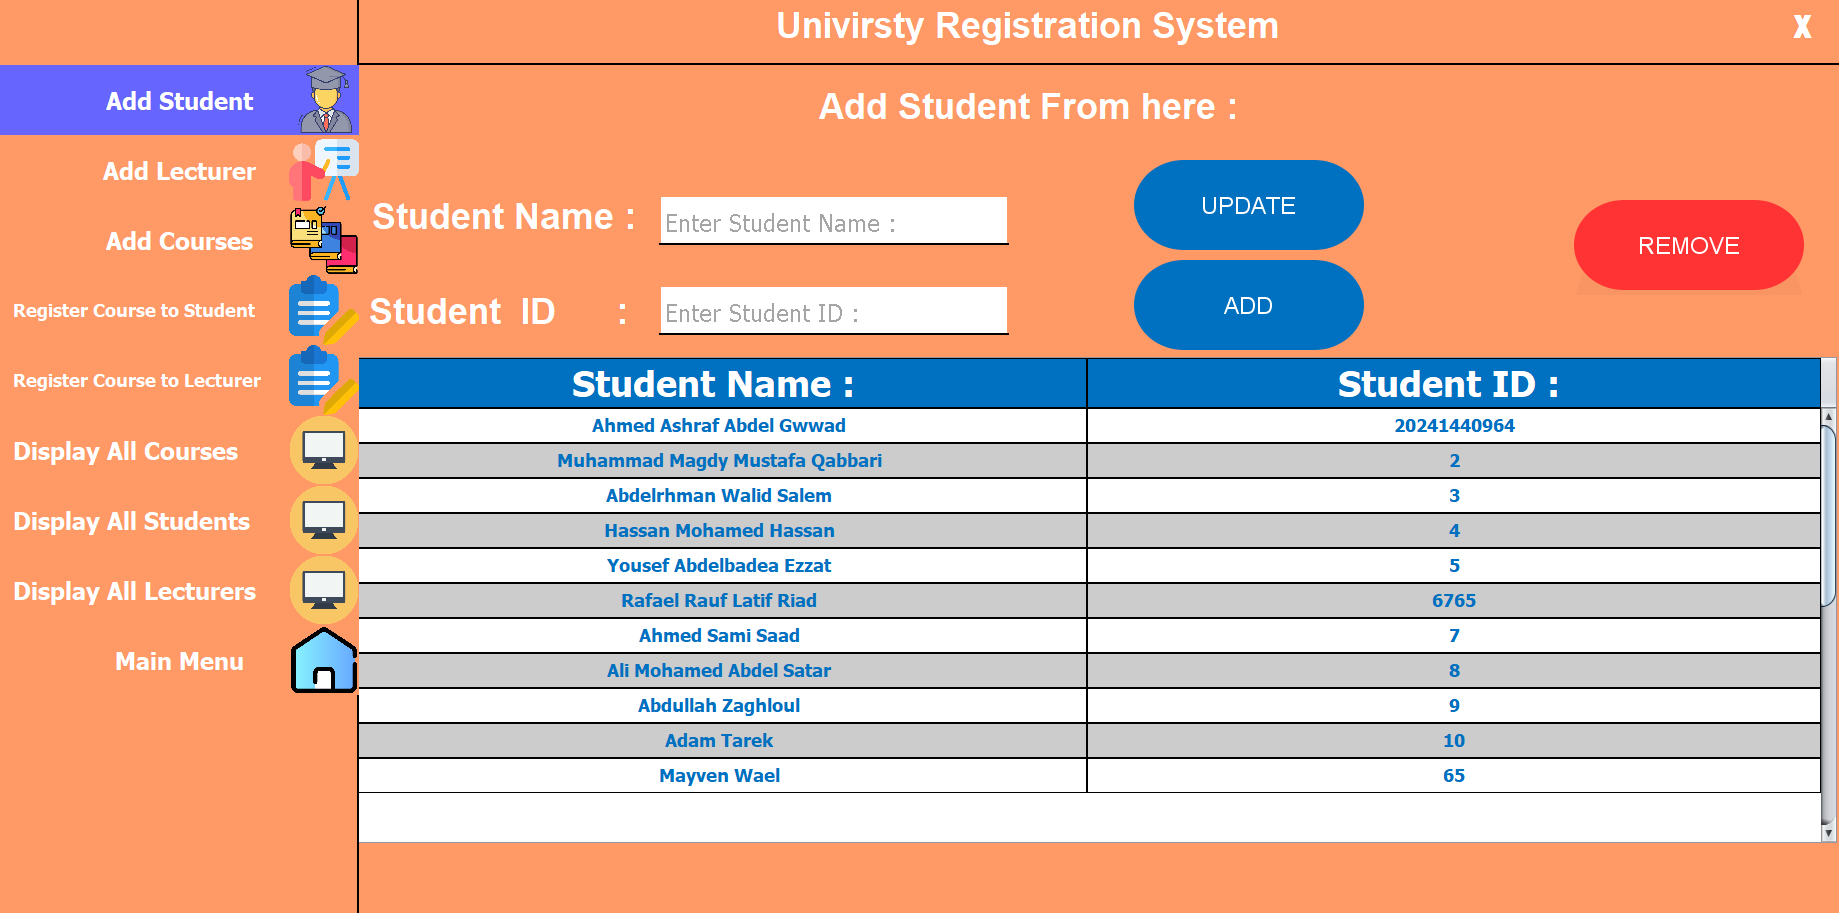 Univirsty Registration System
X
Add Student
Add Lecturer
Add Courses
Register Course to Student
Register Course to Lecturer
Display All Courses
Display All Students
Display All Lecturers
Main Menu
Add Student From here :
Student Name :
Enter Student Name :
UPDATE
REMOVE
Student ID :
Enter Student ID :
ADD
Student Name : Student ID :
Ahmed Ashraf Abdel Gwwad 20241440964
Muhammad Magdy Mustafa Qabbari 2
Abdelrhman Walid Salem 3
Hassan Mohamed Hassan 4
Yousef Abdelbadea Ezzat 5
Rafael Rauf Latif Riad 6765
Ahmed Sami Saad 7
Ali Mohamed Abdel Satar 8
Abdullah Zaghloul 9
Adam Tarek 10
Mayven Wael 65